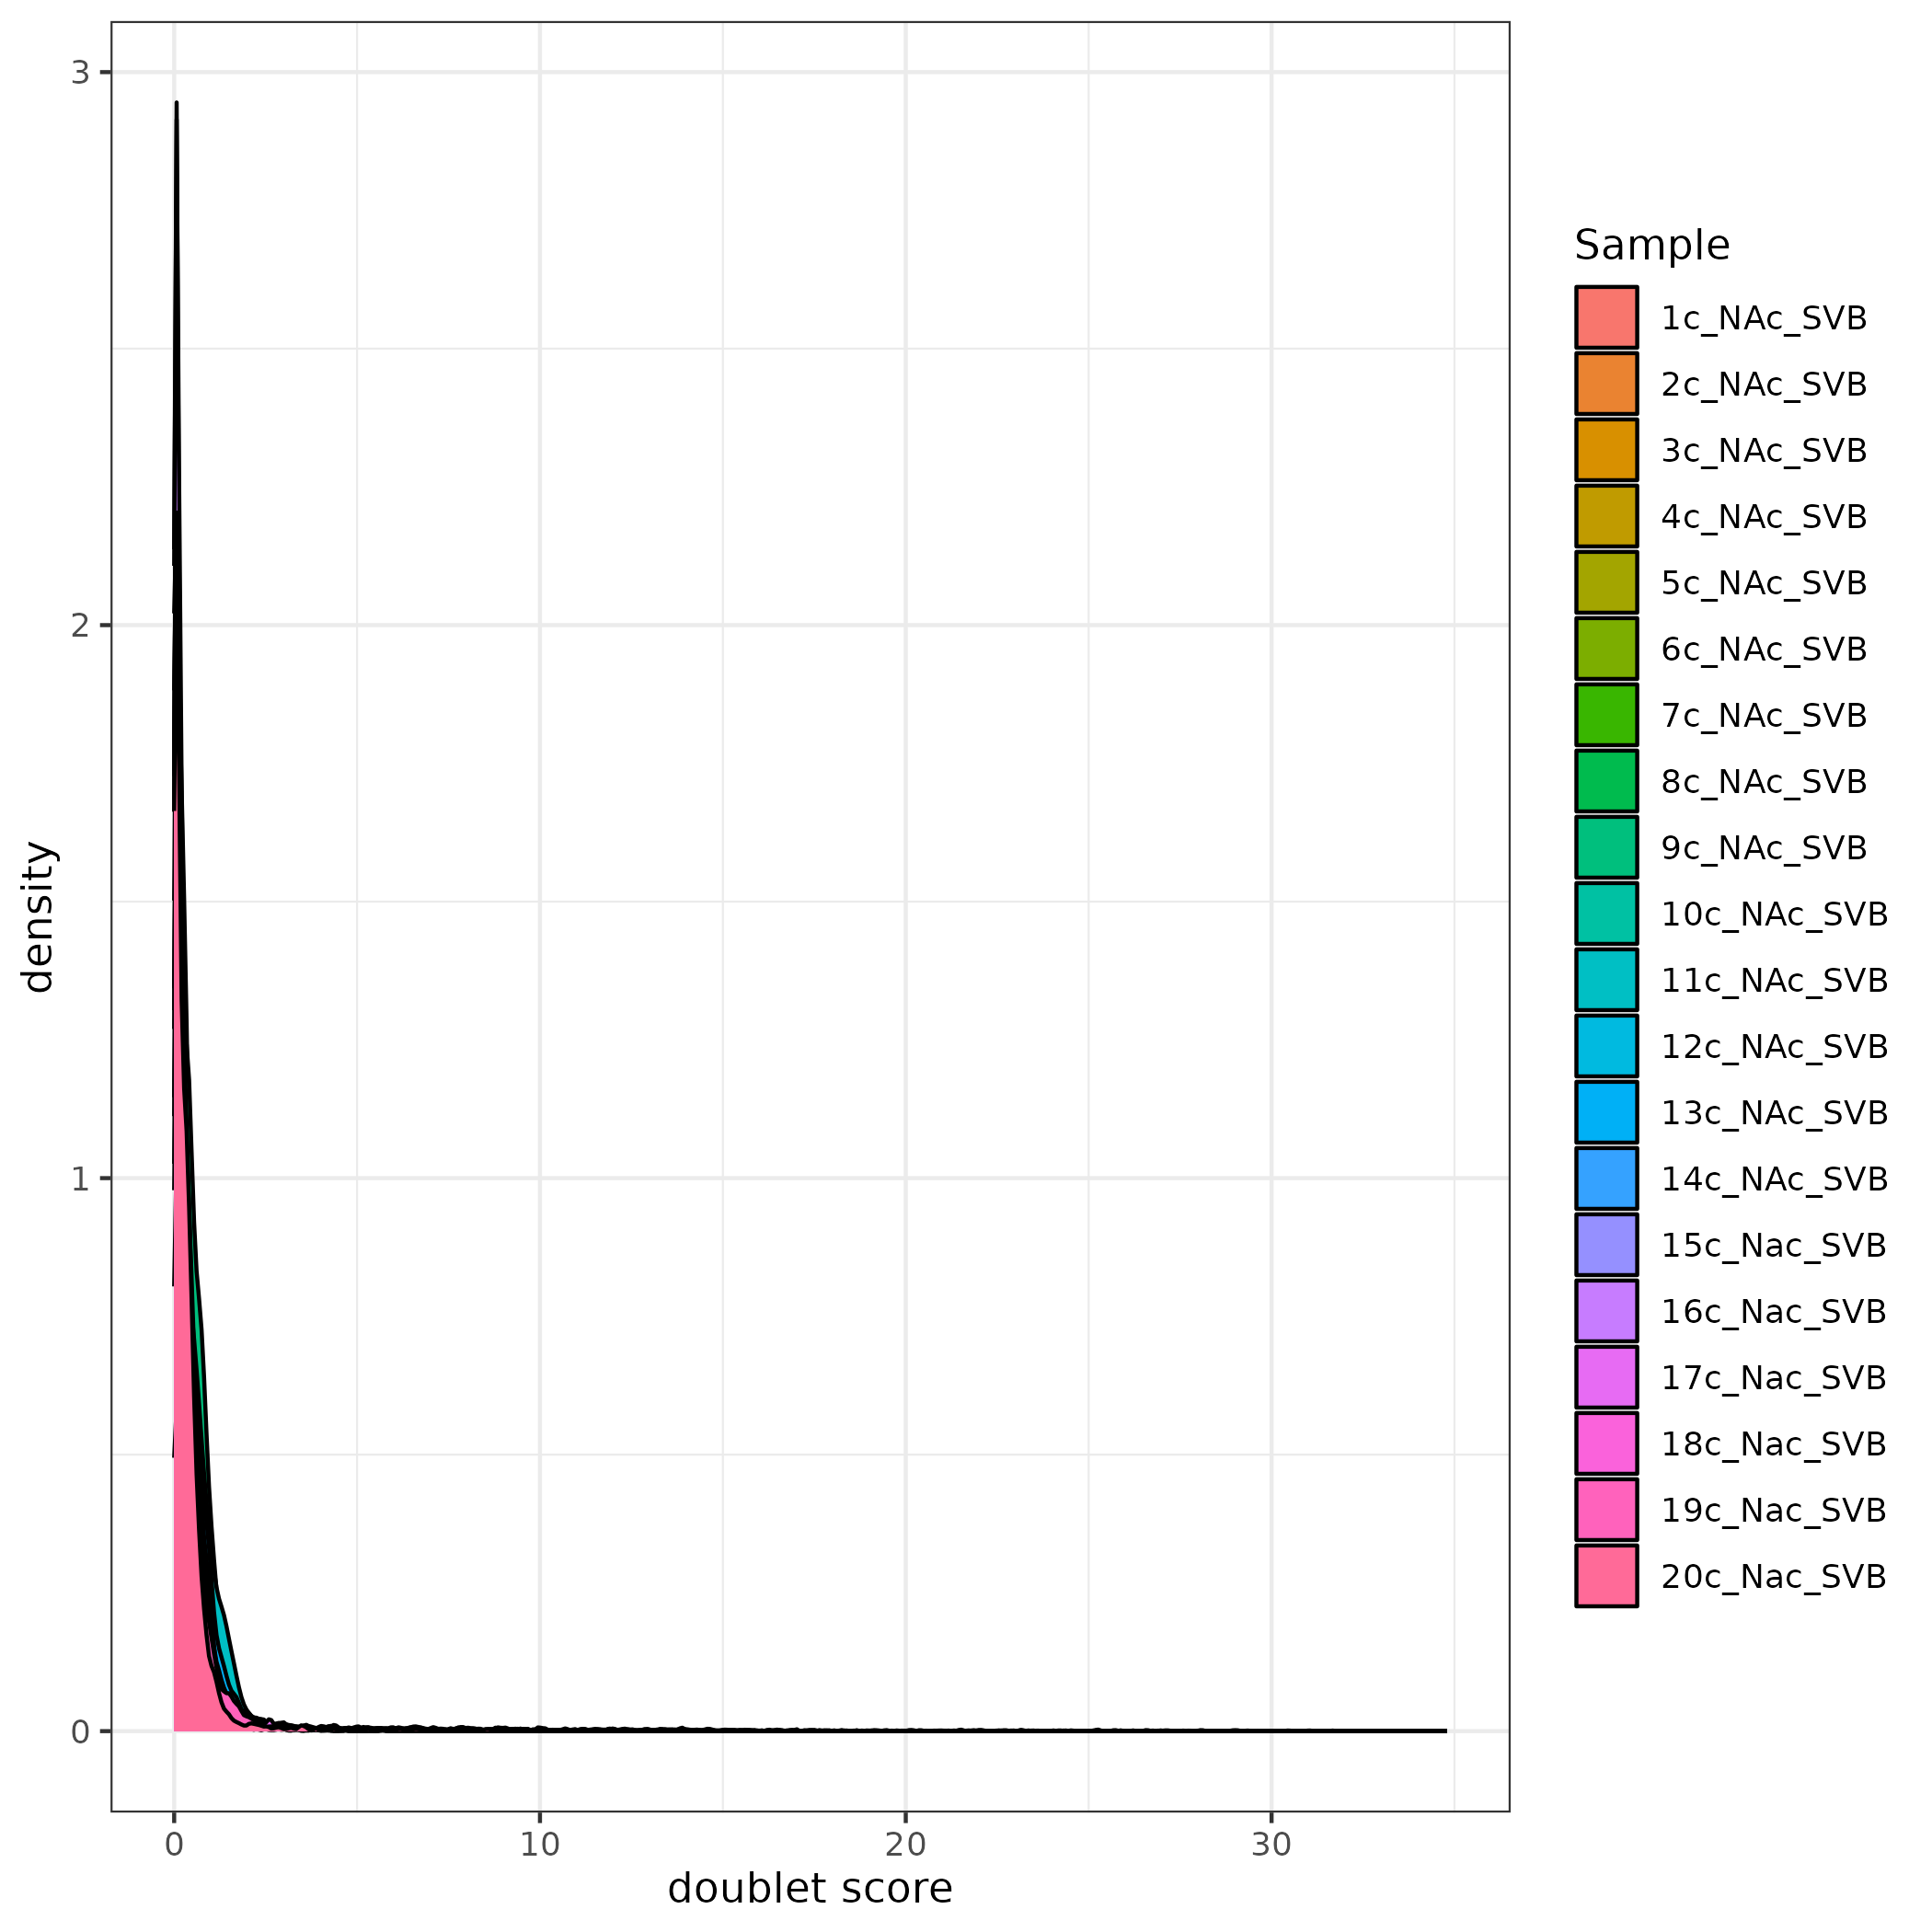 3
2
1
0
density
0 10 20 30
doublet score
Sample
1c_NAc_SVB
2c_NAc_SVB
3c_NAc_SVB
4c_NAc_SVB
5c_NAc_SVB
6c_NAc_SVB
7c_NAc_SVB
8c_NAc_SVB
9c_NAc_SVB
10c_NAc_SVB
11c_NAc_SVB
12c_NAc_SVB
13c_NAc_SVB
14c_NAc_SVB
15c_Nac_SVB
16c_Nac_SVB
17c_Nac_SVB
18c_Nac_SVB
19c_Nac_SVB
20c_Nac_SVB